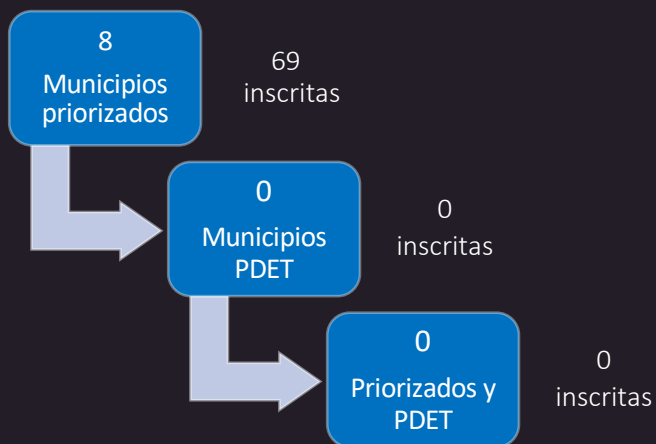 8
Municipios
priorizados
69
inscritas
0
Municipios
PDET
0
inscritas
0
Priorizados y
PDET
0
inscritas